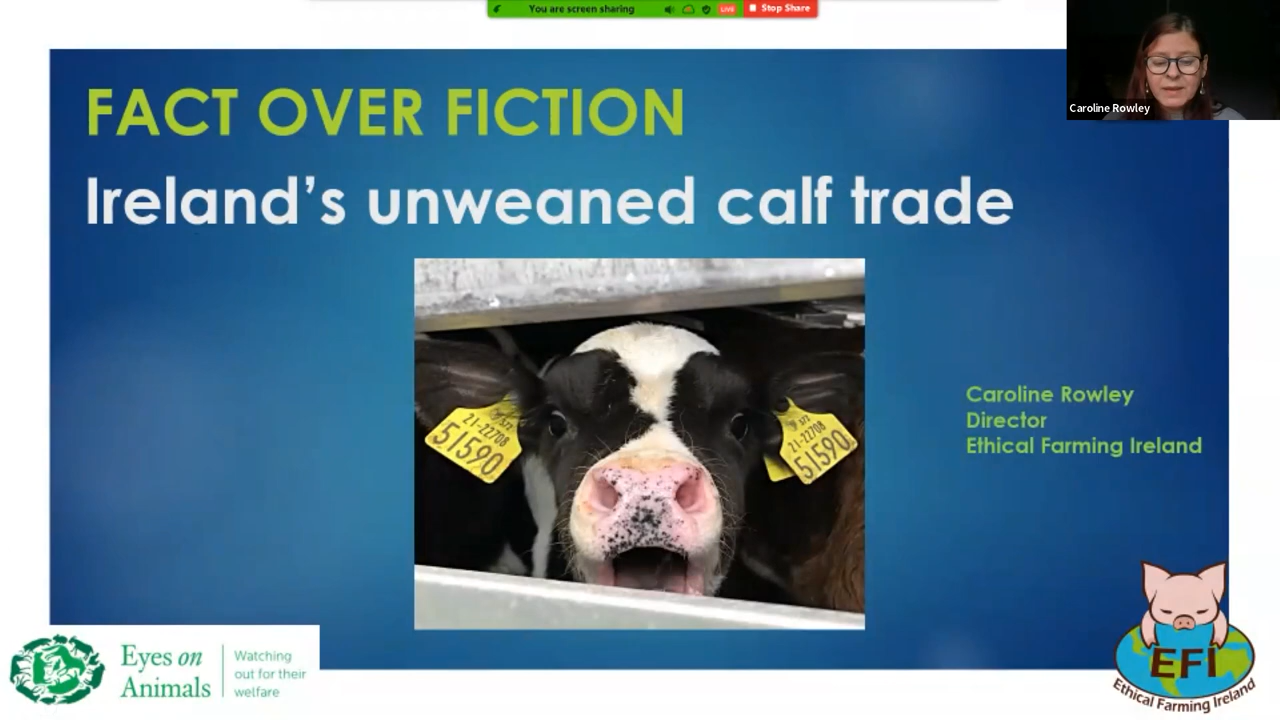 You are screen sharing
LIVE
Stop Share
Caroline Rowley
FACT OVER FICTION
Ireland's unweaned calf trade
21-22708
51590
21-22708
51590
Caroline Rowley
Director
Ethical Farming Ireland
Eyes on
Animals
Watching
out for their
welfare
EFI
Ethical Farming Ireland